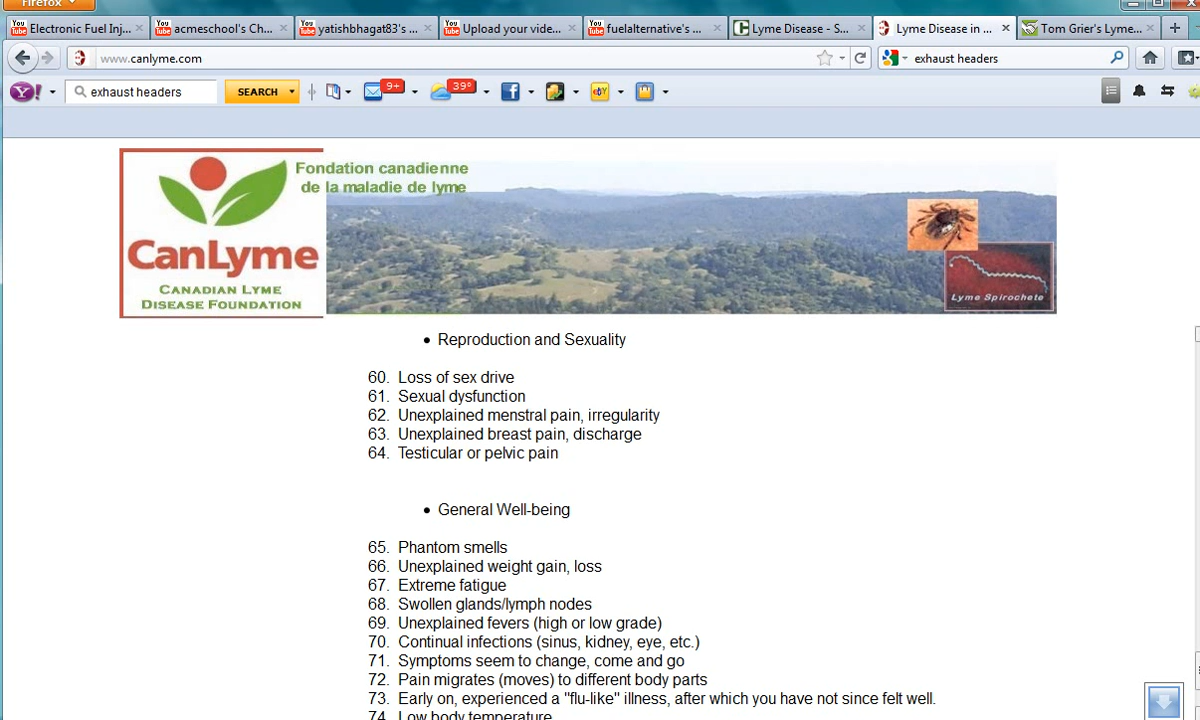 Firefox
Electronic Fuel Inj...
acmeschool's Ch...
yatishbhagat83's ...
Upload your vide...
fuelalternative's ...
Lyme Disease - S...
Lyme Disease in ...
Tom Grier's Lyme...
www.canlyme.com
exhaust headers
exhaust headers
SEARCH
9+
39°
Fondation canadienne
de la maladie de lyme
CanLyme
CANADIAN LYME
DISEASE FOUNDATION
Lyme Spirochete
• Reproduction and Sexuality
60. Loss of sex drive
61. Sexual dysfunction
62. Unexplained menstral pain, irregularity
63. Unexplained breast pain, discharge
64. Testicular or pelvic pain
• General Well-being
65. Phantom smells
66. Unexplained weight gain, loss
67. Extreme fatigue
68. Swollen glands/lymph nodes
69. Unexplained fevers (high or low grade)
70. Continual infections (sinus, kidney, eye, etc.)
71. Symptoms seem to change, come and go
72. Pain migrates (moves) to different body parts
73. Early on, experienced a "flu-like" illness, after which you have not since felt well.
74. Low body temperature